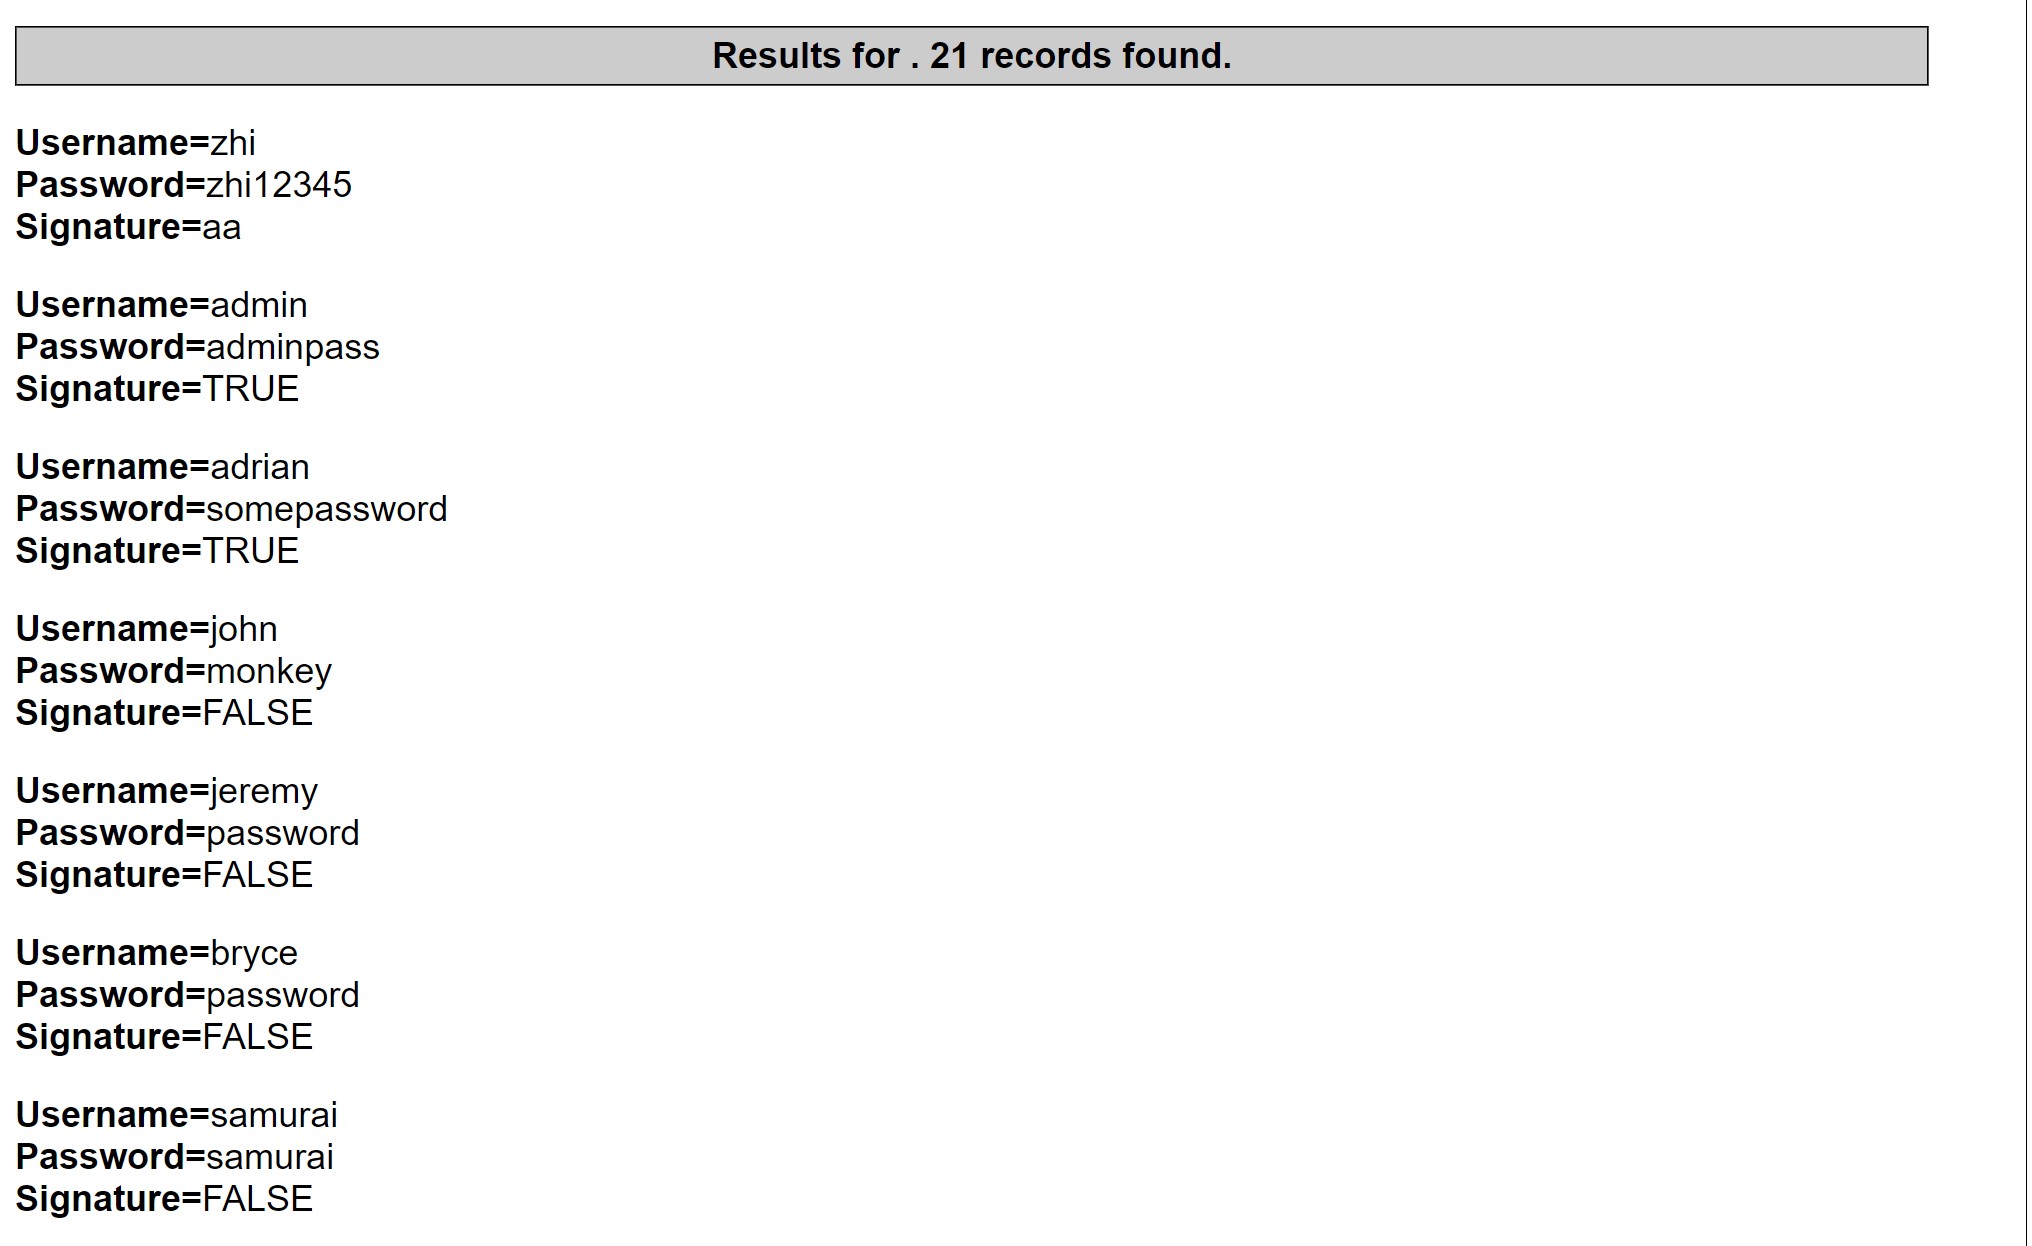 Results for . 21 records found.
Username=zhi
Password=zhi12345
Signature=aa
Username=admin
Password=adminpass
Signature=TRUE
Username=adrian
Password=somepassword
Signature=TRUE
Username=john
Password=monkey
Signature=FALSE
Username=jeremy
Password=password
Signature=FALSE
Username=bryce
Password=password
Signature=FALSE
Username=samurai
Password=samurai
Signature=FALSE